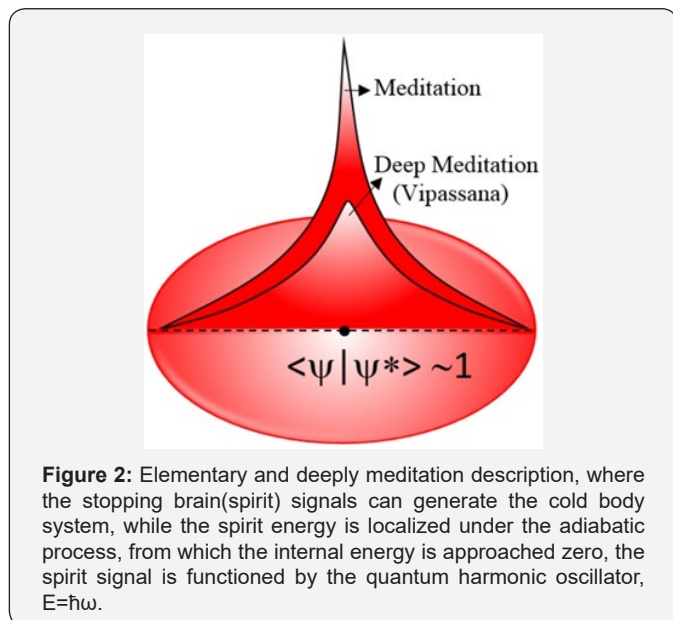 Meditation
Deep Meditation
(Vipassana)
<ψ|ψ*> ~1
Figure 2: Elementary and deeply meditation description, where
the stopping brain(spirit) signals can generate the cold body
system, while the spirit energy is localized under the adiabatic
process, from which the internal energy is approached zero, the
spirit signal is functioned by the quantum harmonic oscillator,
E=ħω.